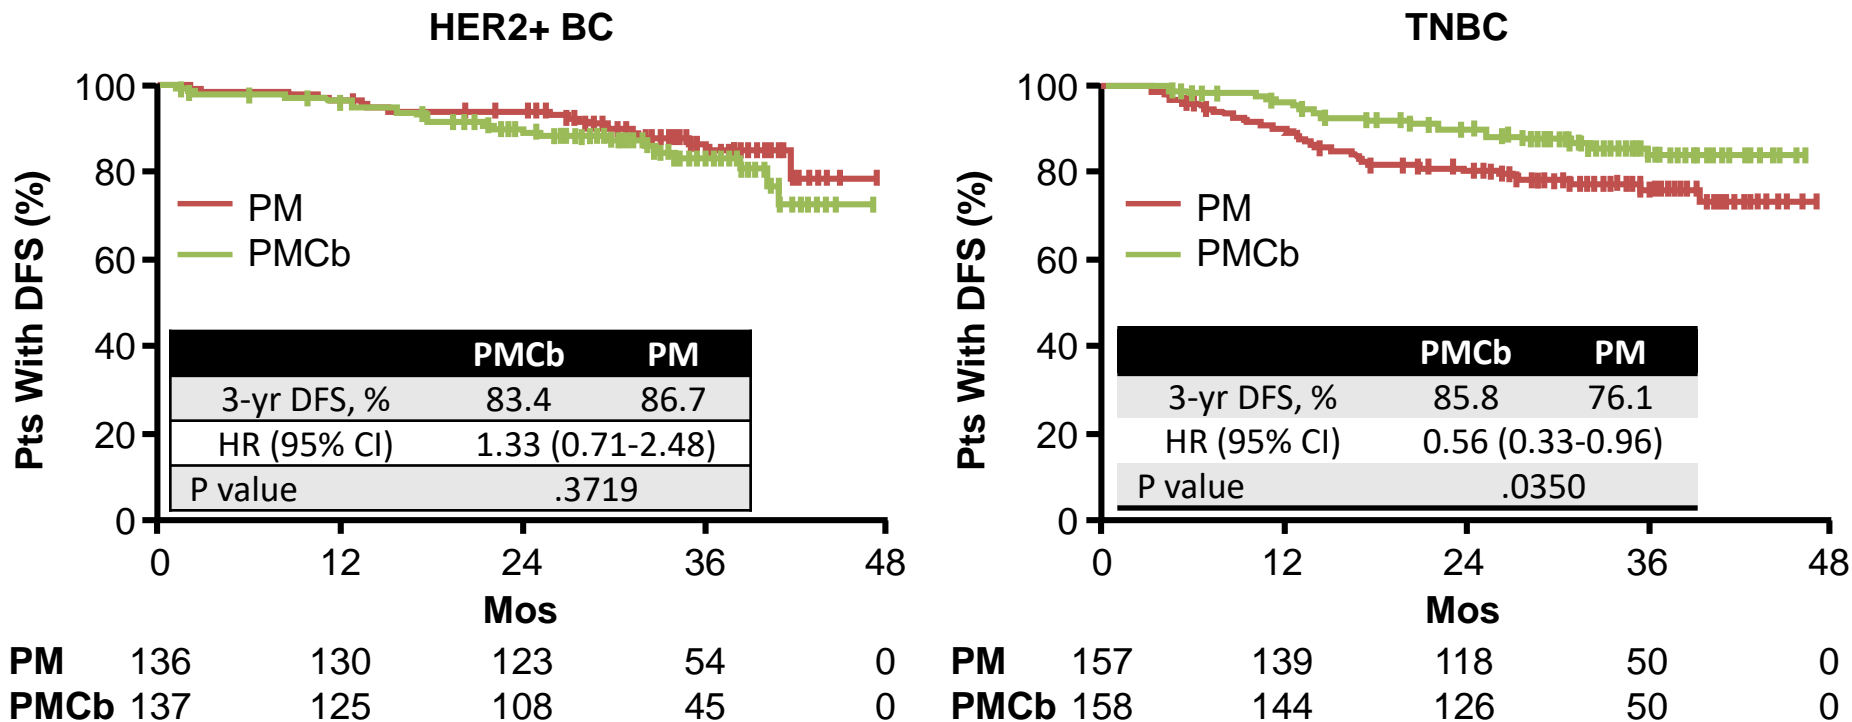 HER2+ BC
100
80
60
40
20
0
Pts With DFS (%)
PM
PMCb
PMCb PM
3-yr DFS, % 83.4 86.7
HR (95% CI) 1.33 (0.71-2.48)
P value .3719
0 12 24 36 48
Mos
PM 136 130 123 54 0
PMCb 137 125 108 45 0
TNBC
100
80
60
40
20
0
Pts With DFS (%)
PM
PMCb
PMCb PM
3-yr DFS, % 85.8 76.1
HR (95% CI) 0.56 (0.33-0.96)
P value .0350
0 12 24 36 48
Mos
PM 157 139 118 50 0
PMCb 158 144 126 50 0